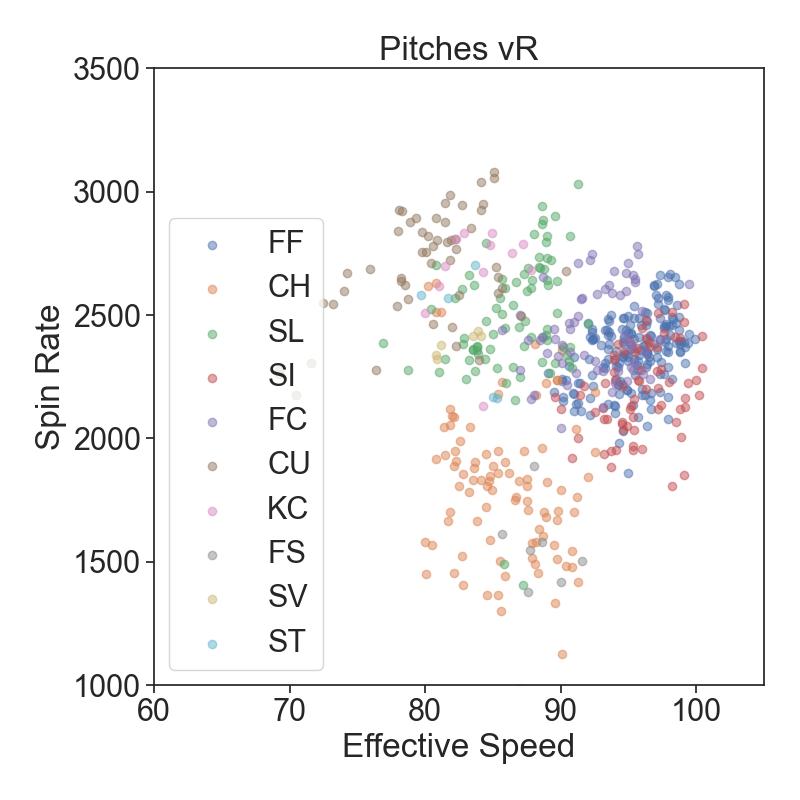 Pitches vR
3500
3000
2500
2000
1500
1000
Spin Rate
FF
CH
SL
SI
FC
CU
KC
FS
SV
ST
60 70 80 90 100
Effective Speed